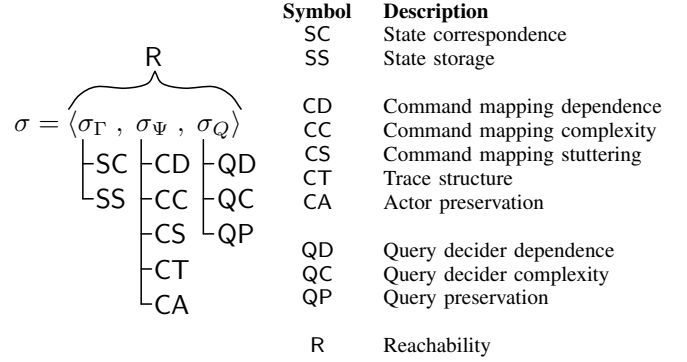 R
σ = ⟨σ_Γ , σ_Ψ , σ_Q⟩
SC CD QD
SS CC QC
CS QP
CT
CA
Symbol Description
SC State correspondence
SS State storage
CD Command mapping dependence
CC Command mapping complexity
CS Command mapping stuttering
CT Trace structure
CA Actor preservation
QD Query decider dependence
QC Query decider complexity
QP Query preservation
R Reachability